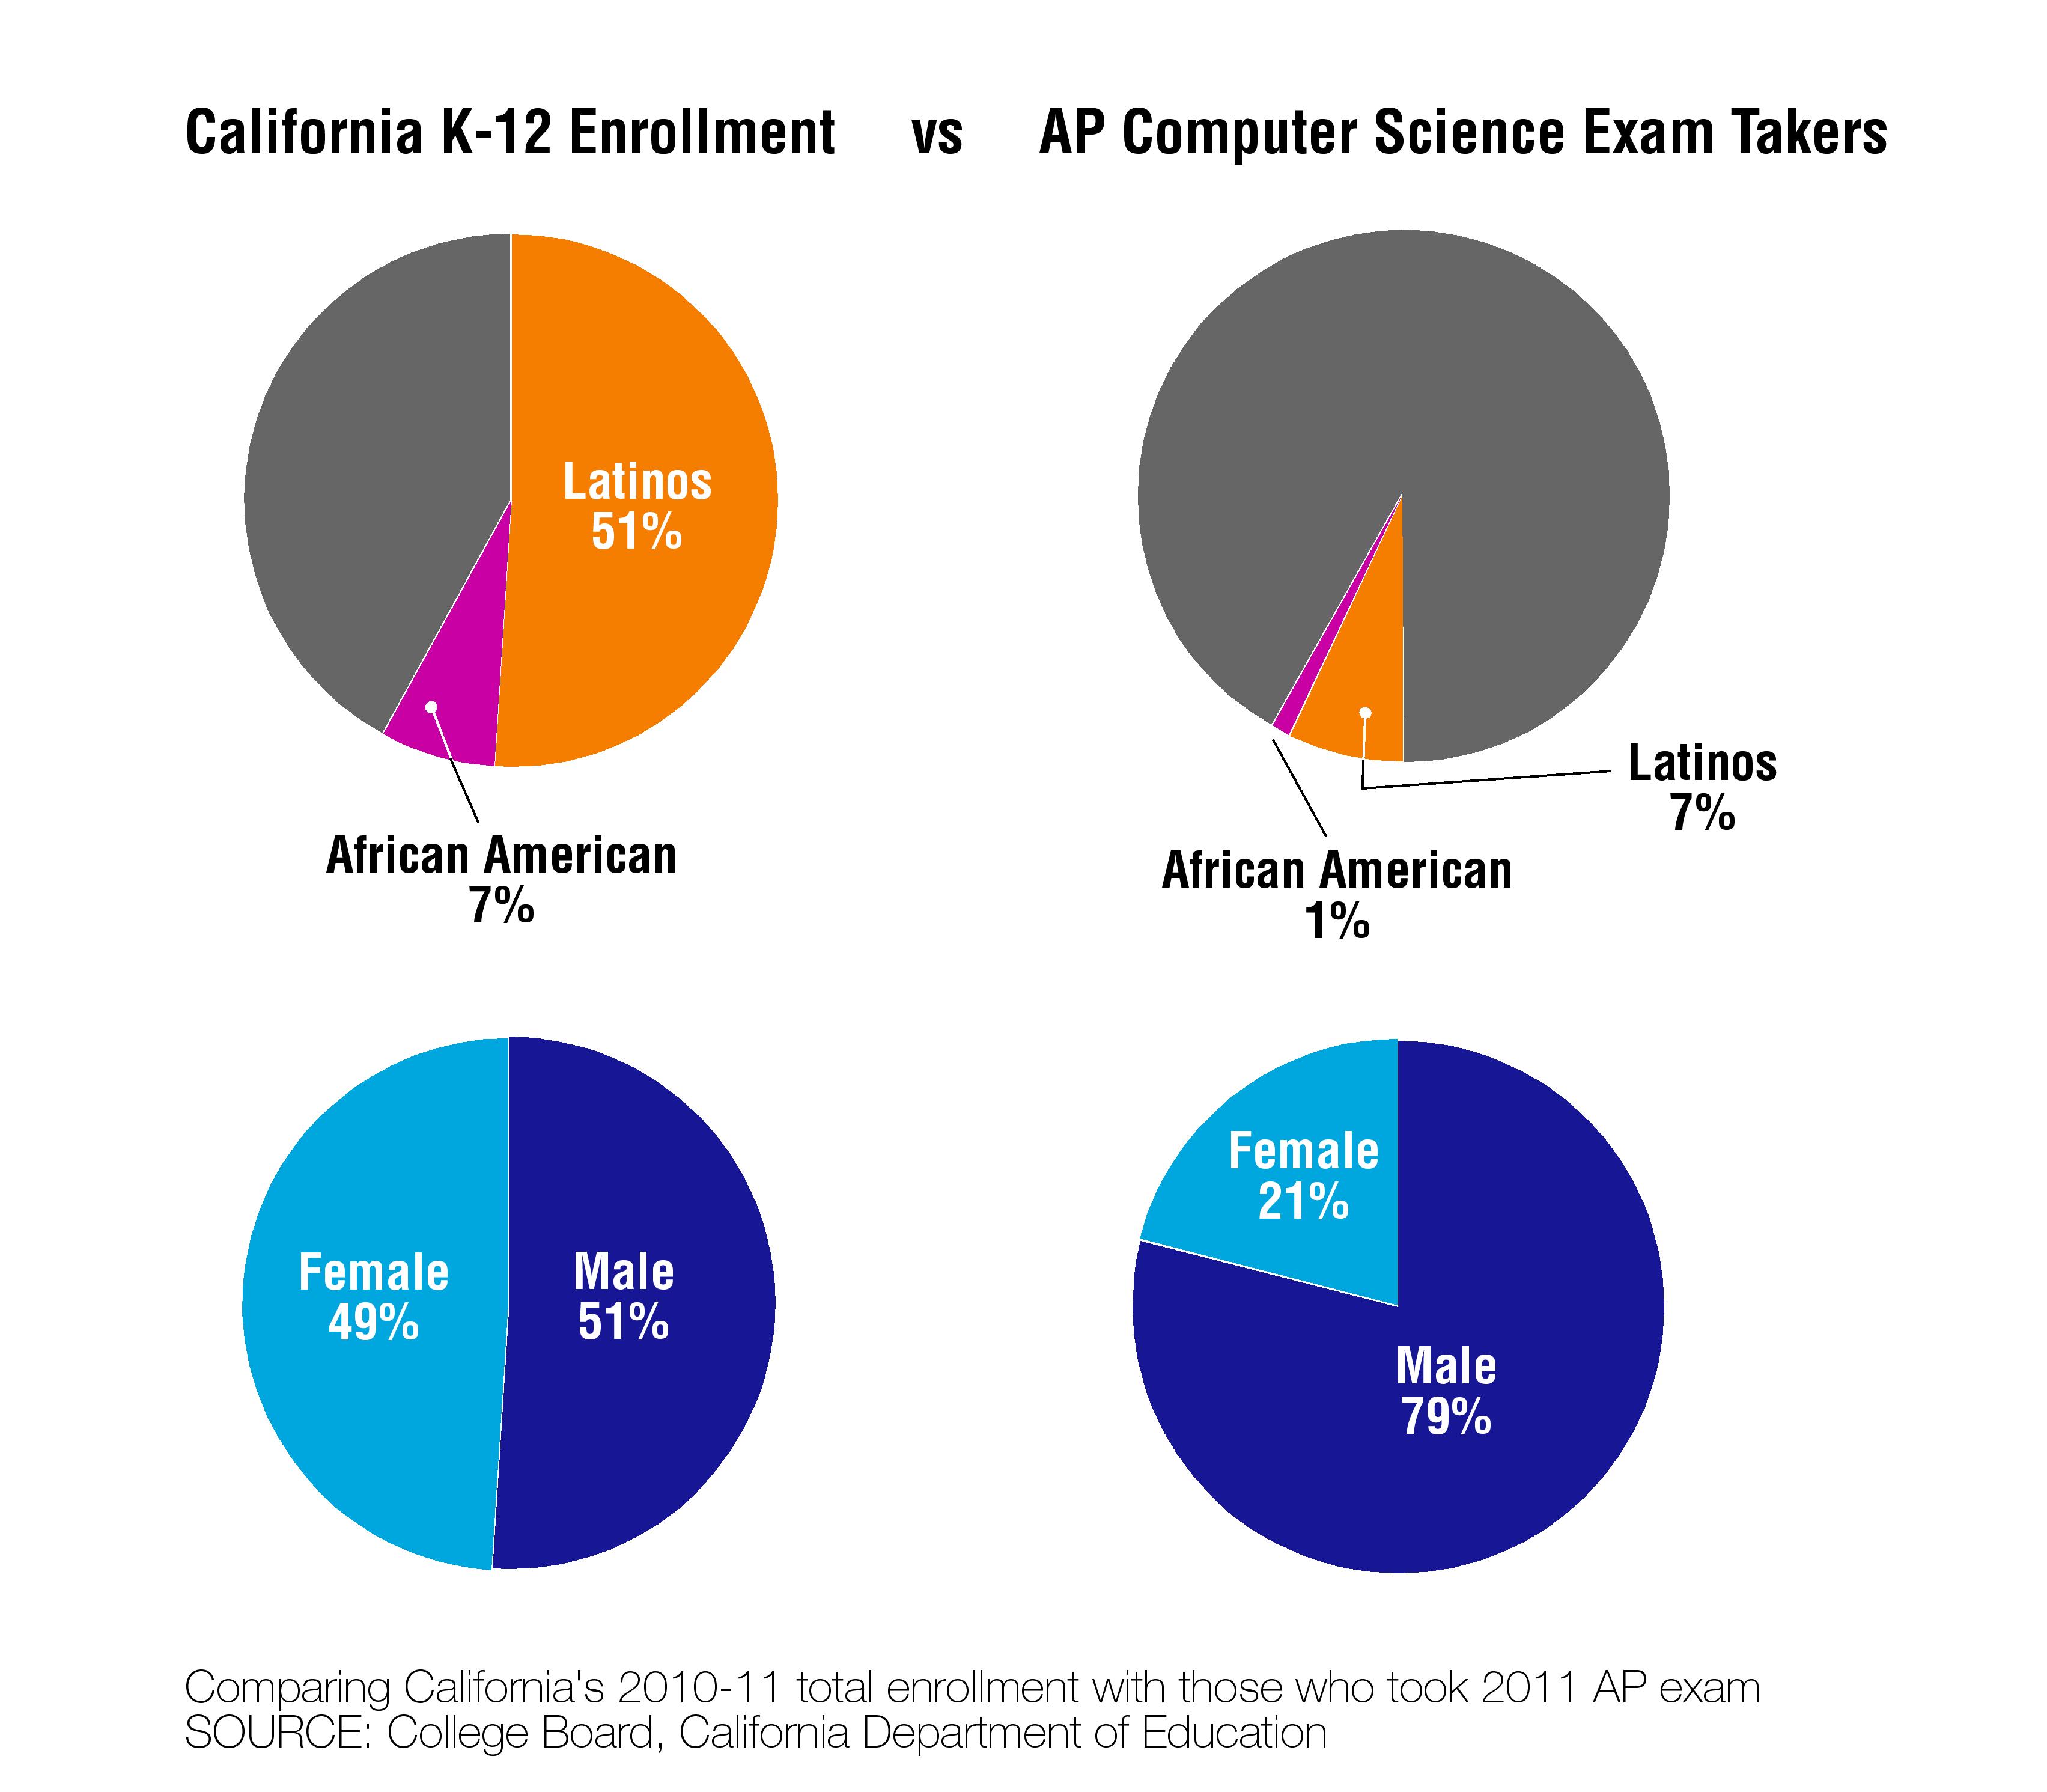 California K-12 Enrollment vs AP Computer Science Exam Takers
Latinos
51%
African American
7%
Latinos
7%
African American
1%
Female
49%
Male
51%
Female
21%
Male
79%
Comparing California's 2010-11 total enrollment with those who took 2011 AP exam
SOURCE: College Board, California Department of Education